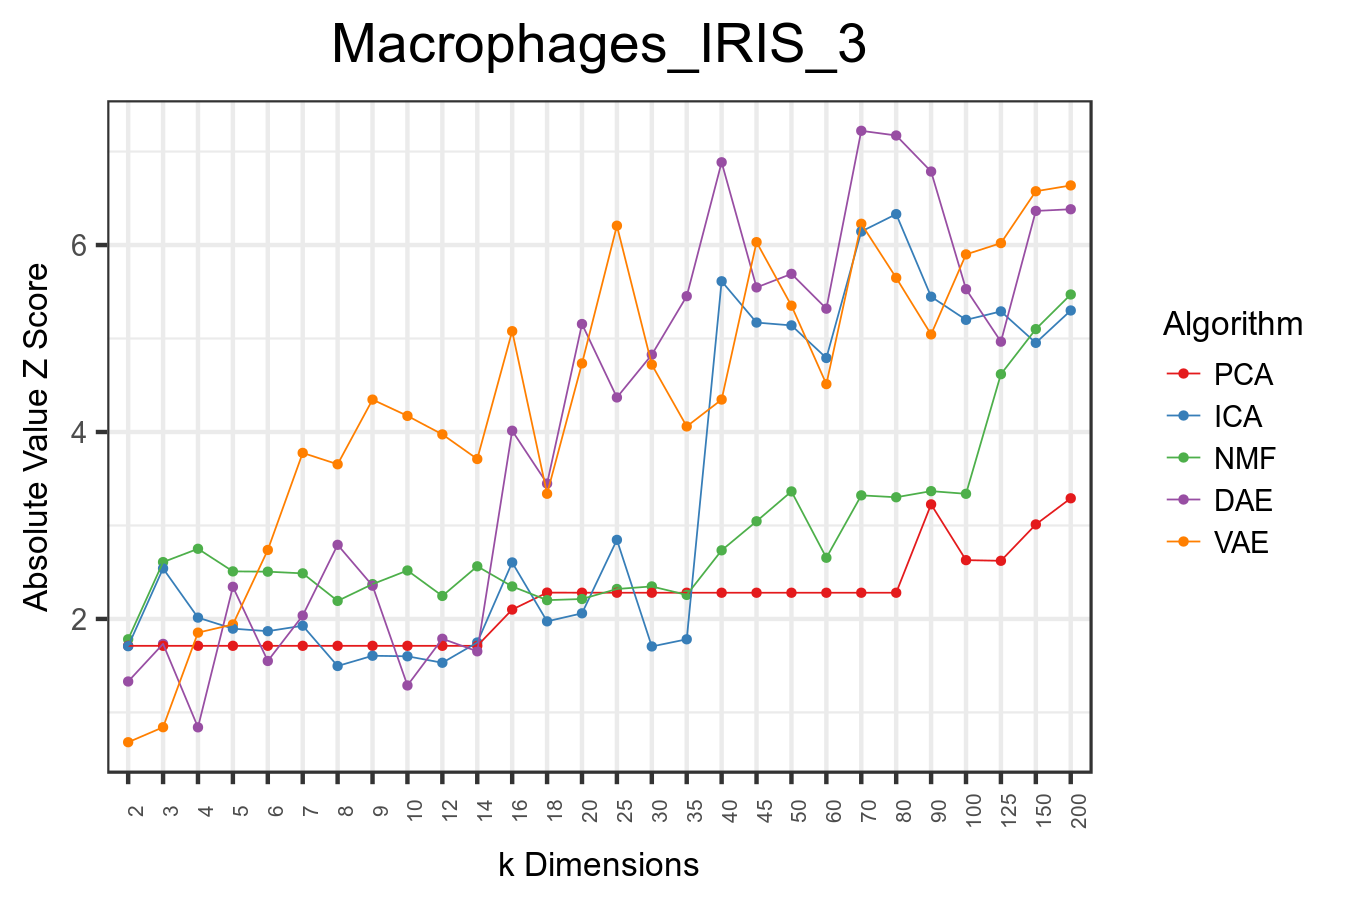 Macrophages_IRIS_3
Absolute Value Z Score
6
4
2
2 3 4 5 6 7 8 9 10 12 14 16 18 20 25 30 35 40 45 50 60 70 80 90 100 125 150 200
k Dimensions
Algorithm
PCA
ICA
NMF
DAE
VAE